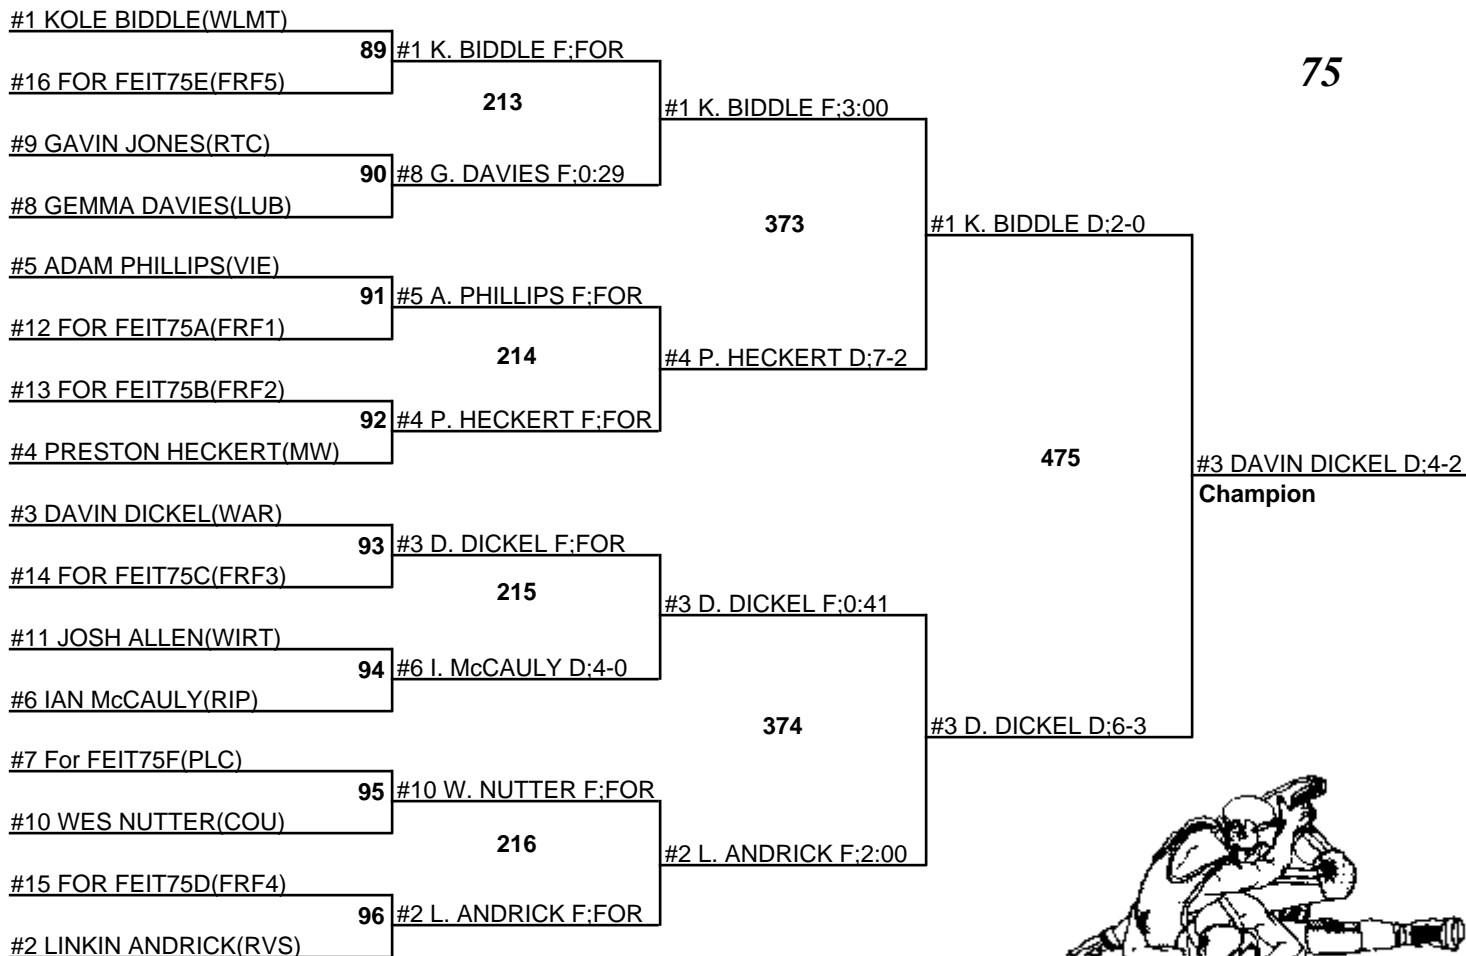 #1 KOLE BIDDLE(WLMT)
89 #1 K. BIDDLE F;FOR
75
#16 FOR FEIT75E(FRF5)
213
#1 K. BIDDLE F;3:00
#9 GAVIN JONES(RTC)
90 #8 G. DAVIES F;0:29
#8 GEMMA DAVIES(LUB)
373
#1 K. BIDDLE D;2-0
#5 ADAM PHILLIPS(VIE)
91 #5 A. PHILLIPS F;FOR
#12 FOR FEIT75A(FRF1)
214
#4 P. HECKERT D;7-2
#13 FOR FEIT75B(FRF2)
92 #4 P. HECKERT F;FOR
#4 PRESTON HECKERT(MW)
475
#3 DAVIN DICKEL D;4-2
Champion
#3 DAVIN DICKEL(WAR)
93 #3 D. DICKEL F;FOR
#14 FOR FEIT75C(FRF3)
215
#3 D. DICKEL F;0:41
#11 JOSH ALLEN(WIRT)
94 #6 I. McCAULY D;4-0
#6 IAN McCAULY(RIP)
374
#3 D. DICKEL D;6-3
#7 For FEIT75F(PLC)
95 #10 W. NUTTER F;FOR
#10 WES NUTTER(COU)
216
#2 L. ANDRICK F;2:00
#15 FOR FEIT75D(FRF4)
96 #2 L. ANDRICK F;FOR
#2 LINKIN ANDRICK(RVS)